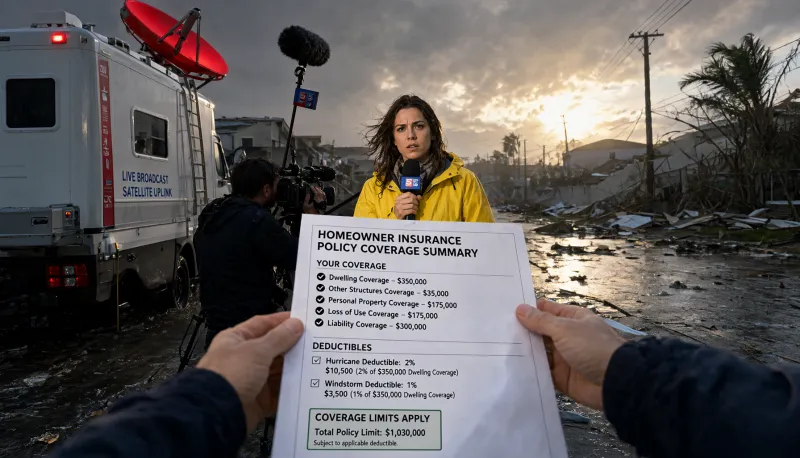 LIVE BROADCAST
SATELLITE UPLINK
HOMEOWNER INSURANCE
POLICY COVERAGE SUMMARY
YOUR COVERAGE
Dwelling Coverage – $350,000
Other Structures Coverage – $35,000
Personal Property Coverage – $175,000
Loss of Use Coverage – $175,000
Liability Coverage – $300,000
DEDUCTIBLES
Hurricane Deductible: 2%
$10,500 (2% of $350,000 Dwelling Coverage)
Windstorm Deductible: 1%
$3,500 (1% of $350,000 Dwelling Coverage)
COVERAGE LIMITS APPLY
Total Policy Limit: $1,030,000
Subject to applicable deductible.